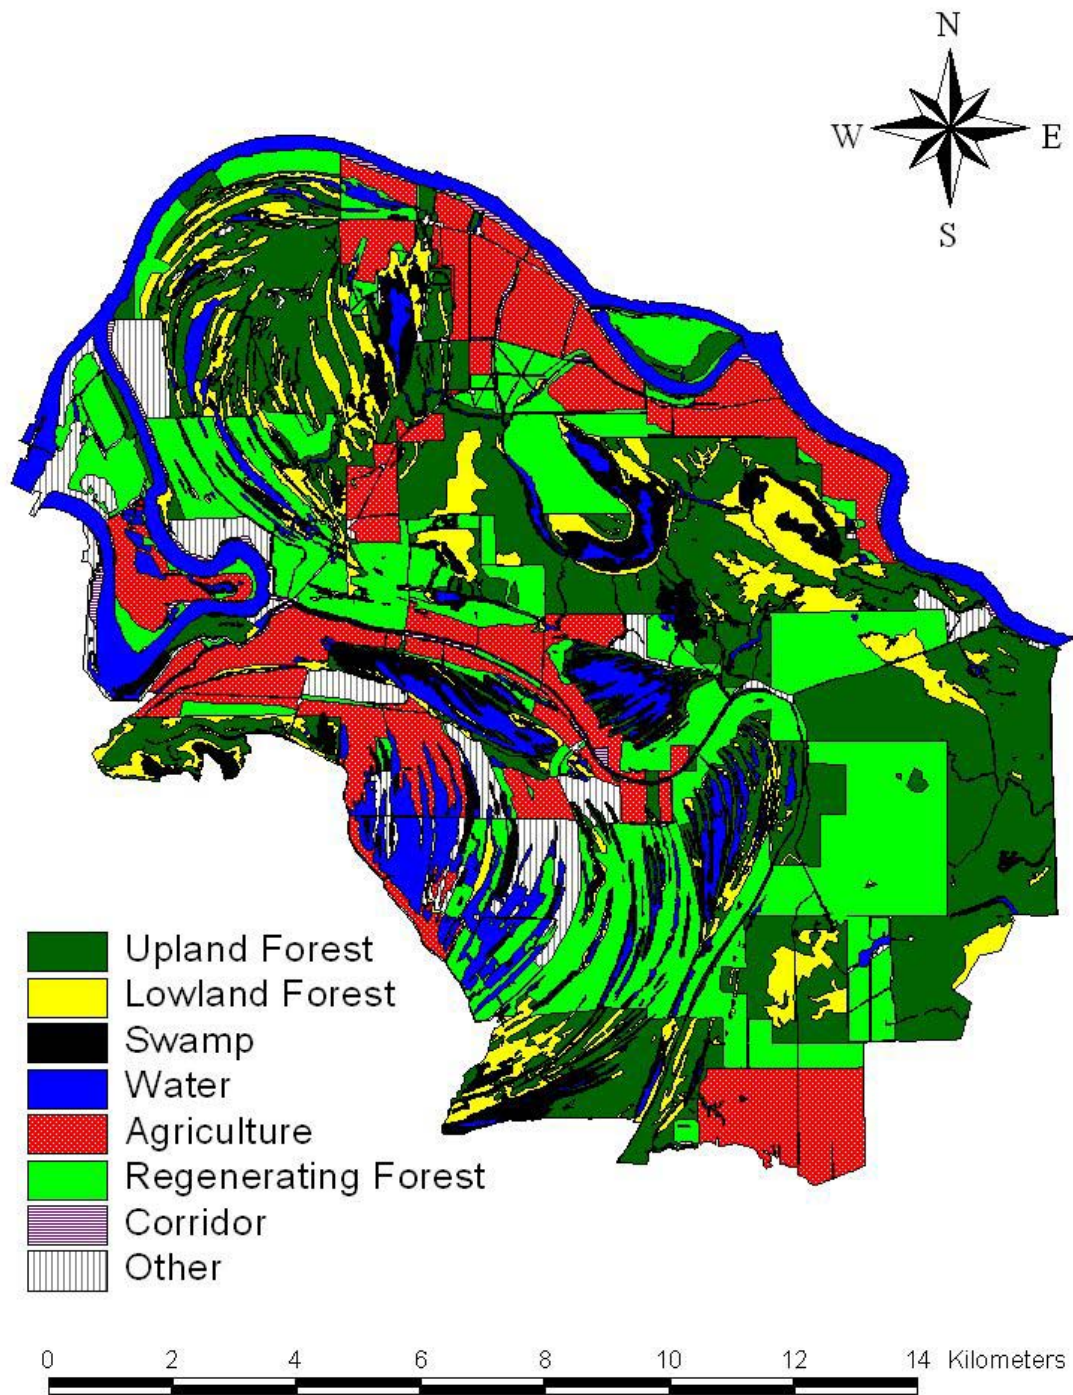 N
W E
S
Upland Forest
Lowland Forest
Swamp
Water
Agriculture
Regenerating Forest
Corridor
Other
0 2 4 6 8 10 12 14 Kilometers